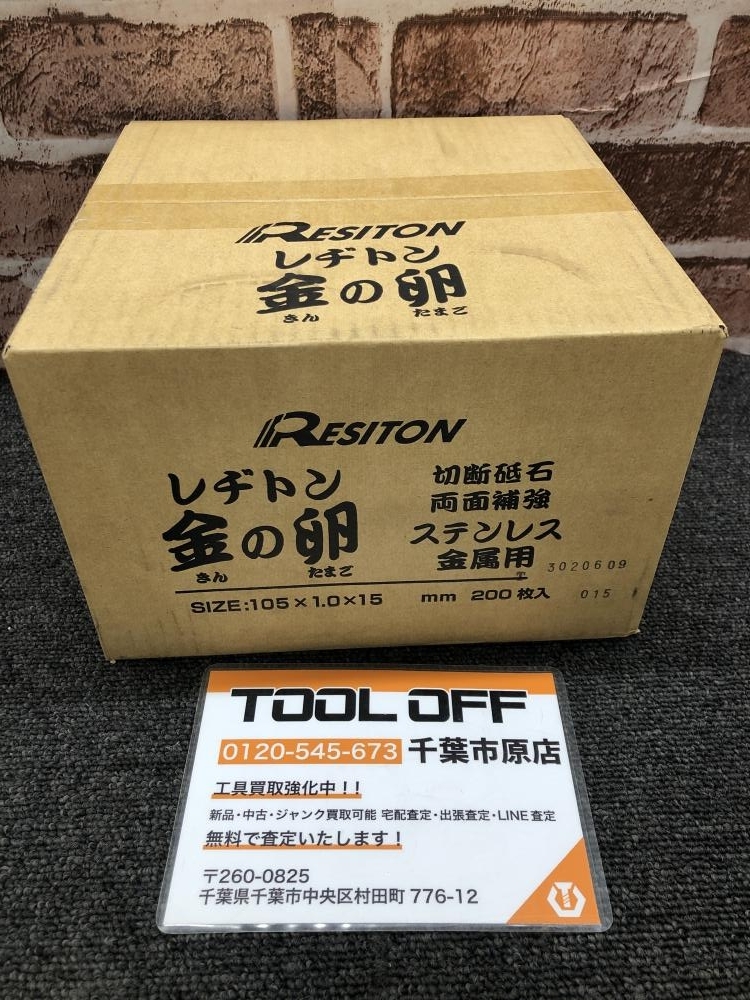 RESITON
レヂトン
金の卵
きん たまご
RESITON
レヂトン
金の卵
きん たまご
切断砥石
両面補強
ステンレス
金属用
3020609
SIZE:105×1.0×15 mm 200枚入 015
TOOL OFF
0120-545-673 千葉市原店
工具買取強化中!!
新品・中古・ジャンク買取可能 宅配査定・出張査定・LINE査定
無料で査定いたします!
〒260-0825
千葉県千葉市中央区村田町 776-12